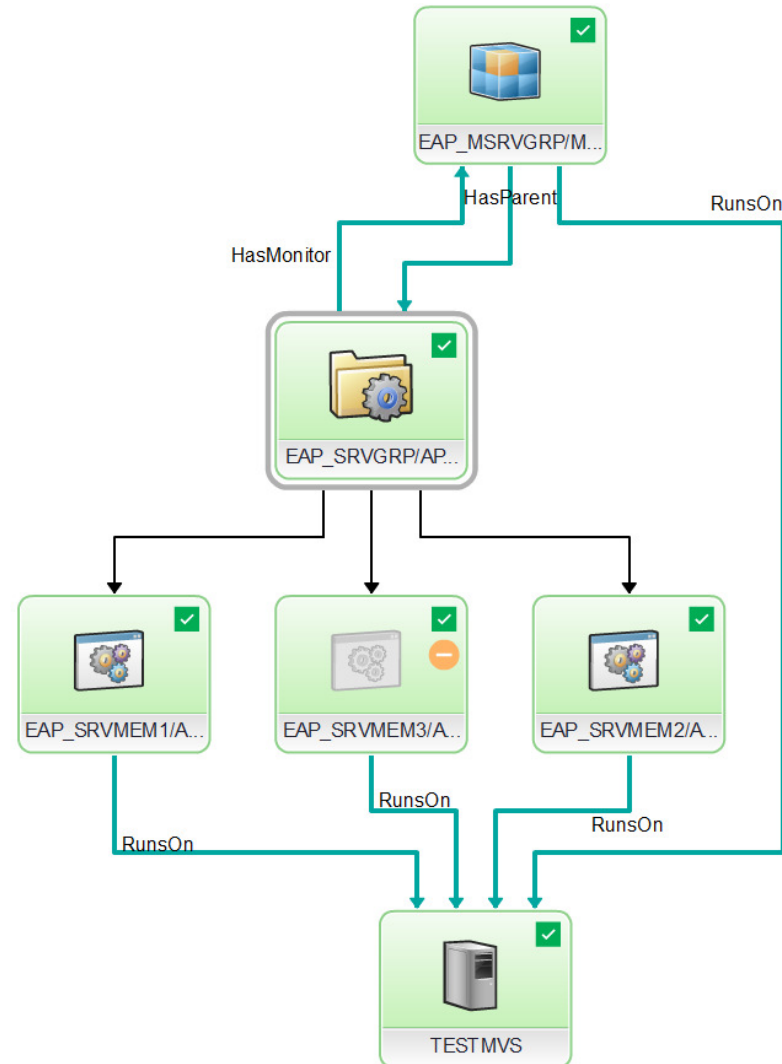 EAP_MSRVGRP/M...
HasParent
RunsOn
HasMonitor
EAP_SRVGRP/AP...
EAP_SRVMEM1/A...
EAP_SRVMEM3/A...
EAP_SRVMEM2/A...
RunsOn
RunsOn
RunsOn
TESTMVS